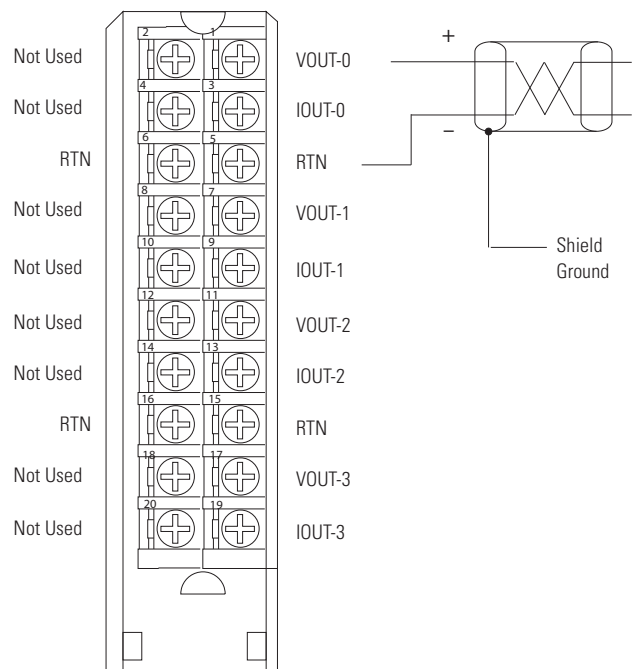 2 1
Not Used VOUT-0 +
4 3
Not Used IOUT-0
–
6 5
RTN RTN
8 7
Not Used VOUT-1
Shield
Ground
10 9
Not Used IOUT-1
12 11
Not Used VOUT-2
14 13
Not Used IOUT-2
16 15
RTN RTN
18 17
Not Used VOUT-3
20 19
Not Used IOUT-3